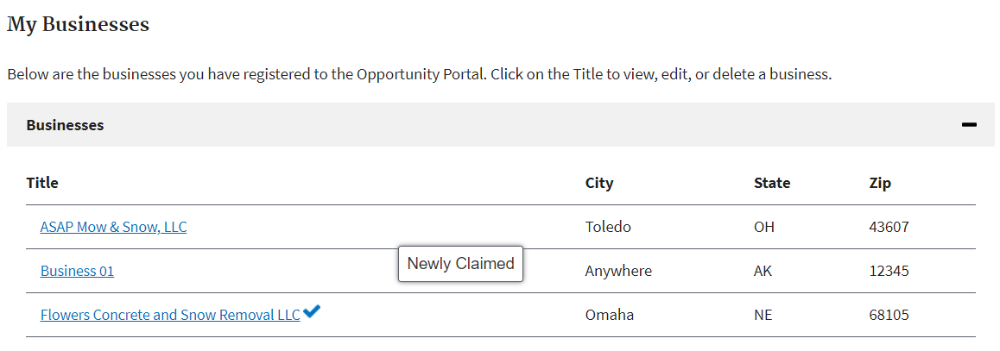 My Businesses
Below are the businesses you have registered to the Opportunity Portal. Click on the Title to view, edit, or delete a business.
Businesses
Title City State Zip
ASAP Mow & Snow, LLC Toledo OH 43607
Newly Claimed
Business 01 Anywhere AK 12345
Flowers Concrete and Snow Removal LLC Omaha NE 68105